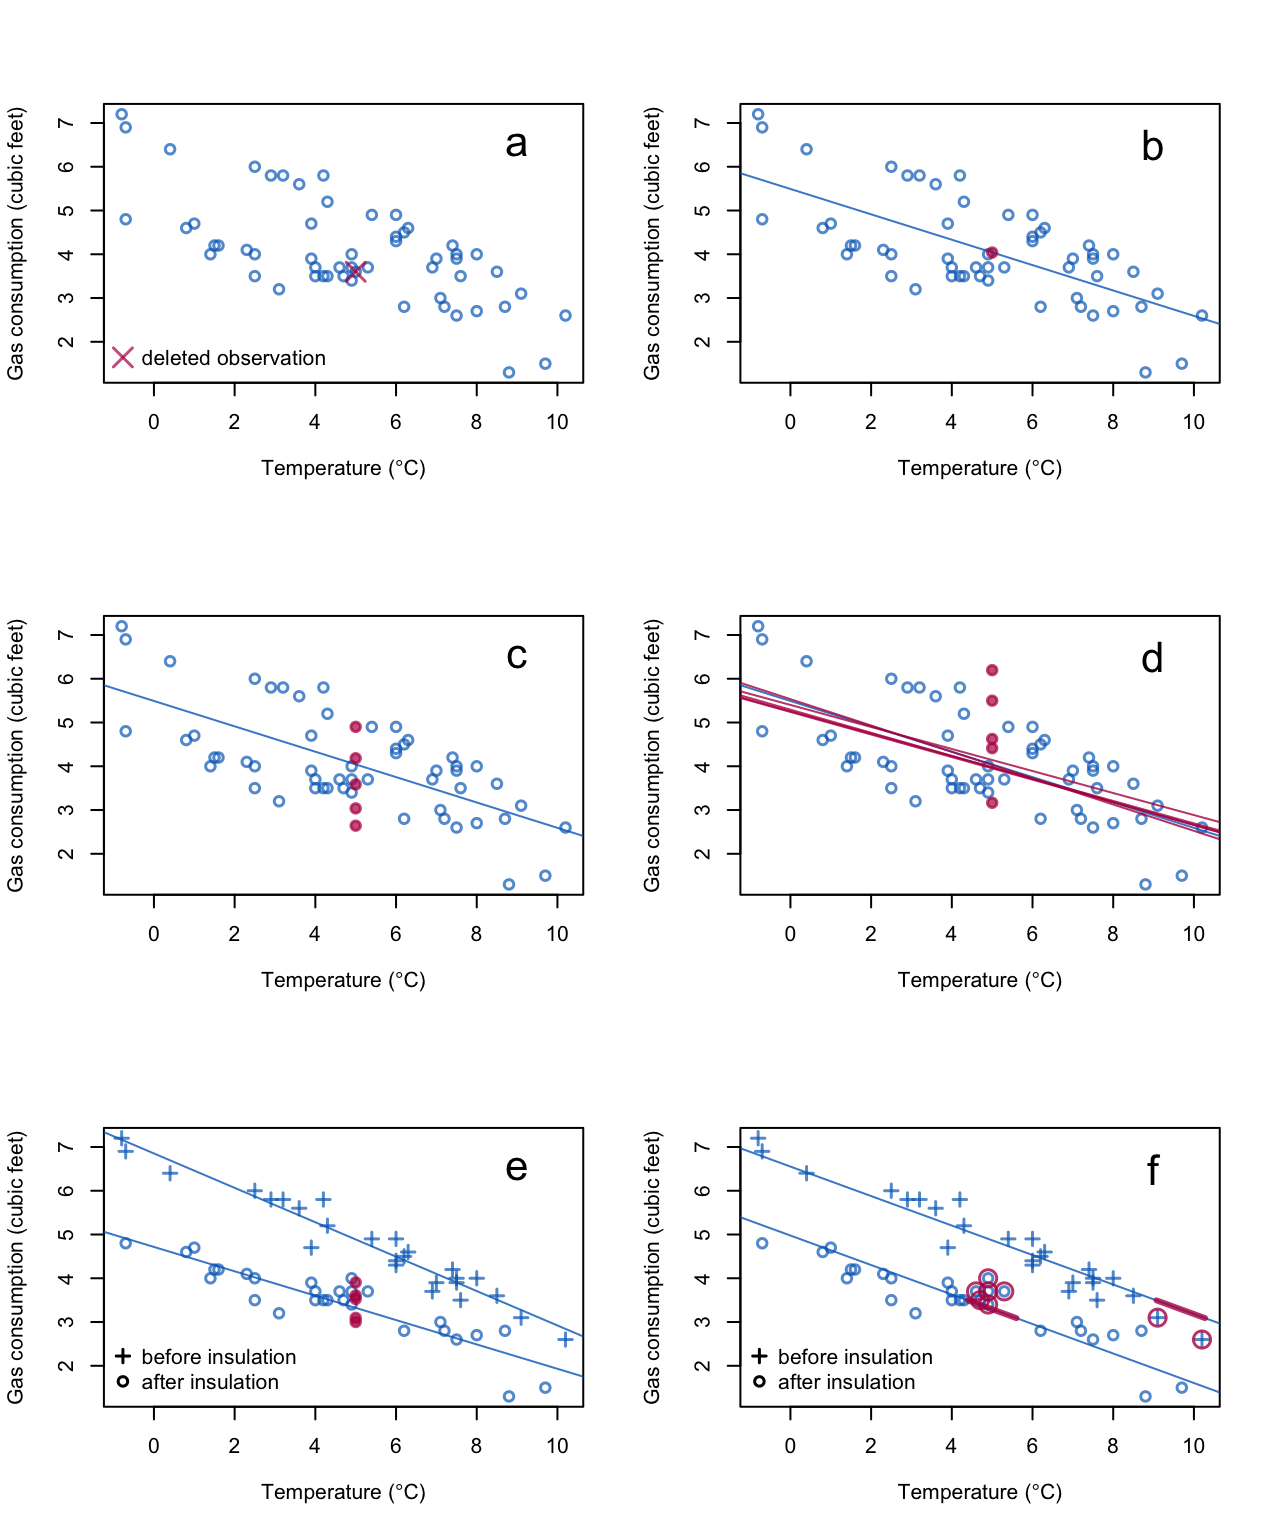 a
7
6
5
4
3
2
Gas consumption (cubic feet)
deleted observation
0 2 4 6 8 10
Temperature (°C)
b
7
6
5
4
3
2
Gas consumption (cubic feet)
0 2 4 6 8 10
Temperature (°C)
c
7
6
5
4
3
2
Gas consumption (cubic feet)
0 2 4 6 8 10
Temperature (°C)
d
7
6
5
4
3
2
Gas consumption (cubic feet)
0 2 4 6 8 10
Temperature (°C)
e
7
6
5
4
3
2
Gas consumption (cubic feet)
before insulation
after insulation
0 2 4 6 8 10
Temperature (°C)
f
7
6
5
4
3
2
Gas consumption (cubic feet)
before insulation
after insulation
0 2 4 6 8 10
Temperature (°C)